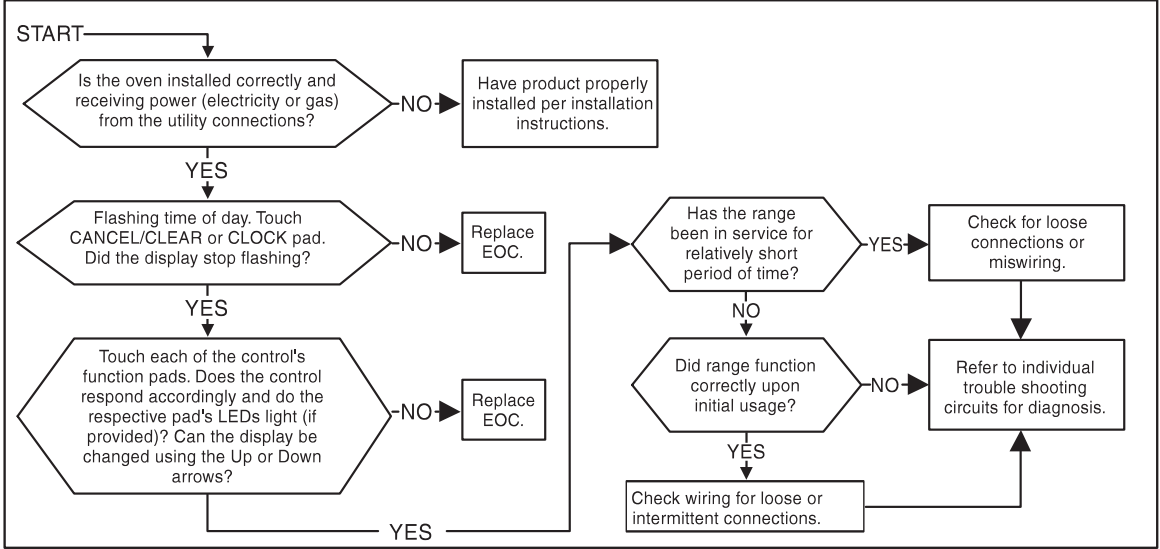 START
Is the oven installed correctly and
receiving power (electricity or gas)
from the utility connections?
NO
Have product properly
installed per installation
instructions.
YES
Flashing time of day. Touch
CANCEL/CLEAR or CLOCK pad.
Did the display stop flashing?
NO
Replace
EOC.
YES
Touch each of the control's
function pads. Does the control
respond accordingly and do the
respective pad's LEDs light (if
provided)? Can the display be
changed using the Up or Down
arrows?
NO
Replace
EOC.
YES
Has the range
been in service for
relatively short
period of time?
YES
Check for loose
connections or
miswiring.
NO
Did range function
correctly upon
initial usage?
NO
Refer to individual
trouble shooting
circuits for diagnosis.
YES
Check wiring for loose or
intermittent connections.